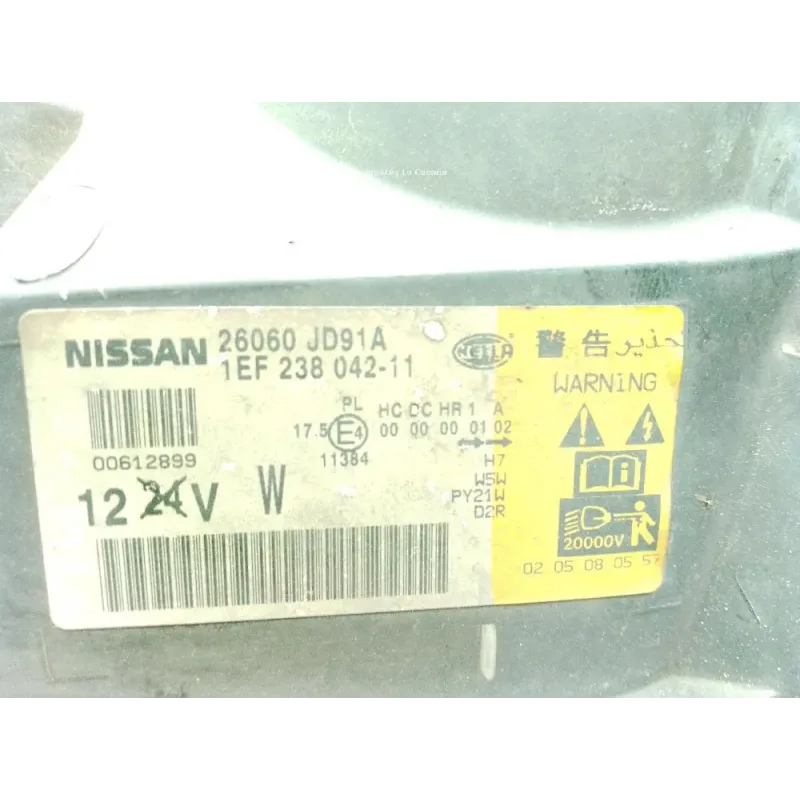 NISSAN 26060 JD91A
1EF 238 042-11
HELLA
00612899
12 24 V W
PL HC DC HR 1 A
17.5 E4 00 00 00 01 02
11384
H7
W5W
PY21W
D2R
警告 تحذير
WARNING
20000V
02 05 08 05 57